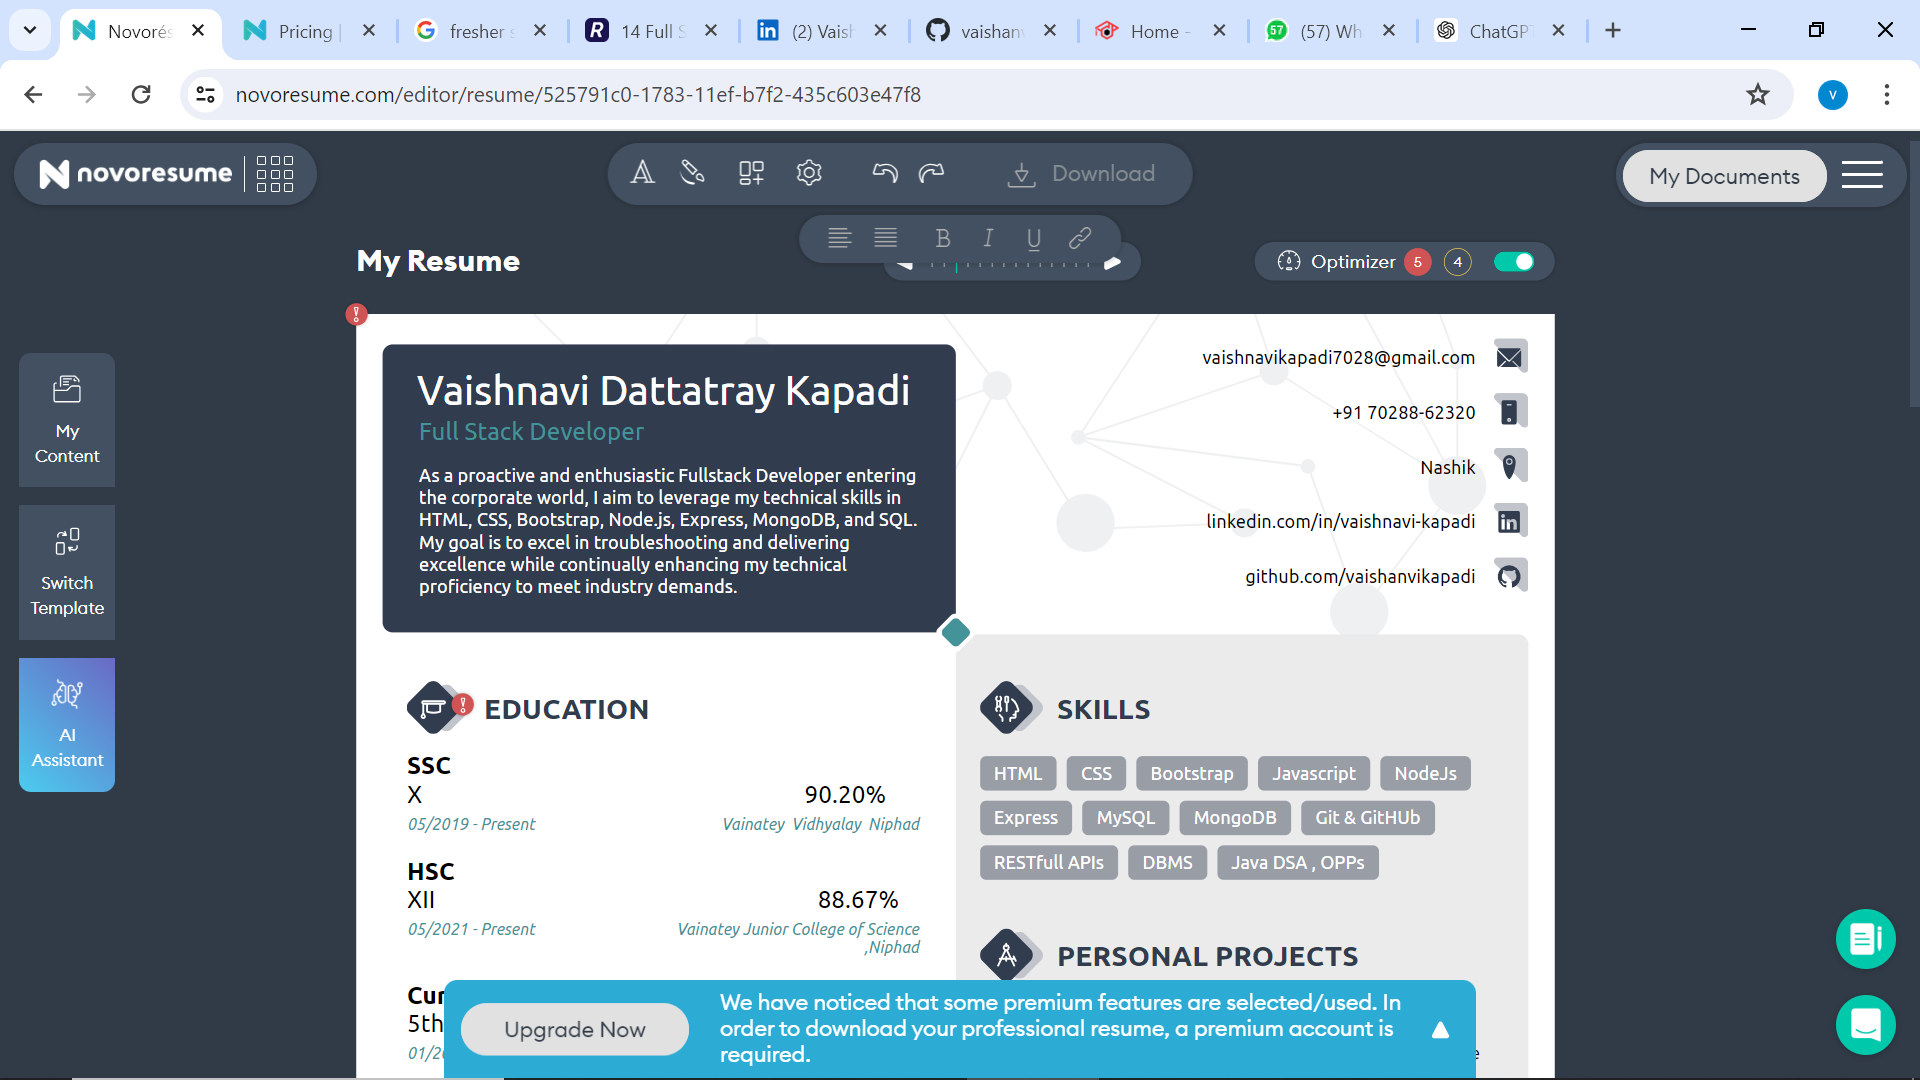 Novorés
Pricing |
fresher s
14 Full S
(2) Vaish
vaishanv
Home -
57
(57) Wh
ChatGPT
novoresume.com/editor/resume/525791c0-1783-11ef-b7f2-435c603e47f8
V
novoresume
Download
My Documents
B I U
My Resume
Optimizer 5 4
My
Content
Switch
Template
AI
Assistant
Vaishnavi Dattatray Kapadi
Full Stack Developer
As a proactive and enthusiastic Fullstack Developer entering
the corporate world, I aim to leverage my technical skills in
HTML, CSS, Bootstrap, Node.js, Express, MongoDB, and SQL.
My goal is to excel in troubleshooting and delivering
excellence while continually enhancing my technical
proficiency to meet industry demands.
vaishnavikapadi7028@gmail.com
+91 70288-62320
Nashik
linkedin.com/in/vaishnavi-kapadi
github.com/vaishanvikapadi
EDUCATION
SSC
X 90.20%
05/2019 - Present Vainatey Vidhyalay Niphad
HSC
XII 88.67%
05/2021 - Present Vainatey Junior College of Science
,Niphad
Cur
5th
01/20
SKILLS
HTML CSS Bootstrap Javascript NodeJs
Express MySQL MongoDB Git & GitHUb
RESTfull APIs DBMS Java DSA , OPPs
PERSONAL PROJECTS
Upgrade Now
We have noticed that some premium features are selected/used. In
order to download your professional resume, a premium account is
required.